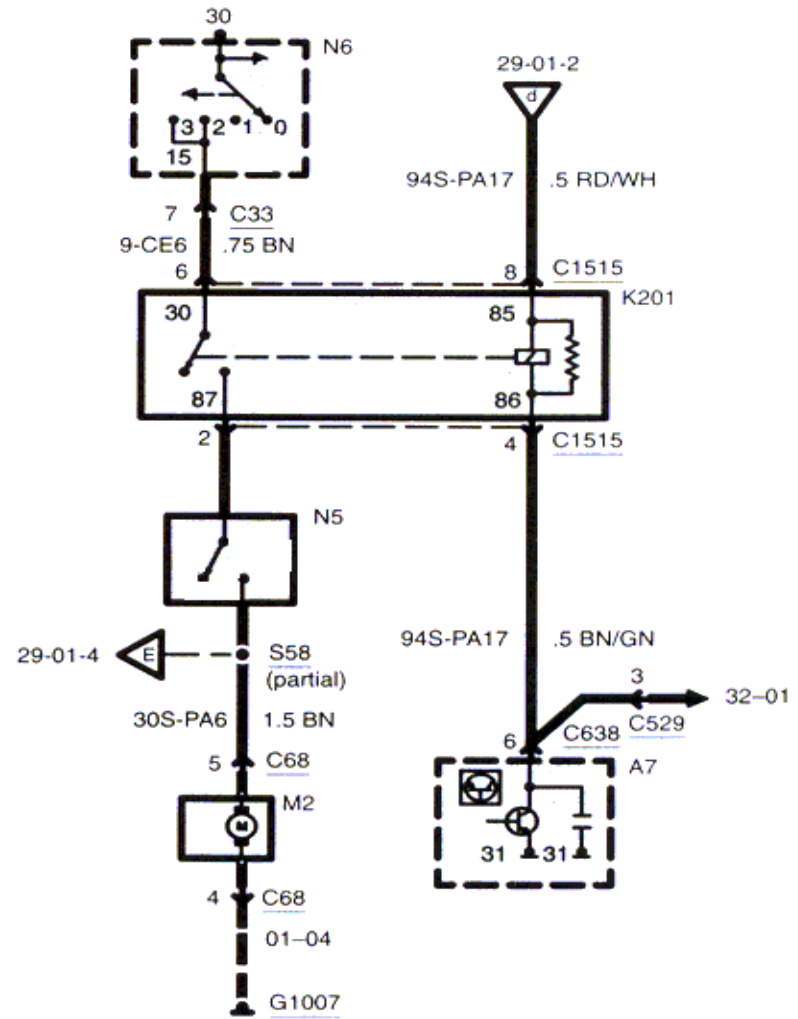 30
N6
29-01-2
d
3 2 1 0
15
94S-PA17 .5 RD/WH
7 C33
9-CE6 .75 BN
6
8 C1515
K201
30
85
87
86
2
4 C1515
N5
94S-PA17 .5 BN/GN
29-01-4
E
S58
(partial)
3
32-01
30S-PA6 1.5 BN
C529
6 C638
5 C68
A7
M2
M
31 31
4 C68
01-04
G1007